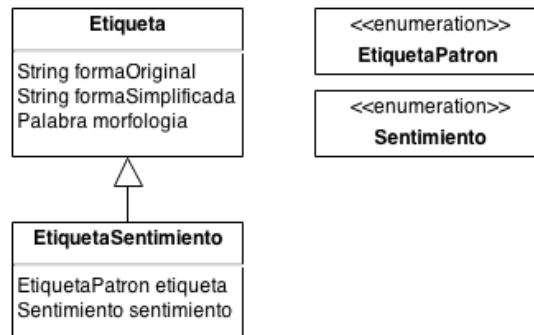 Etiqueta
String formaOriginal
String formaSimplificada
Palabra morfologia
<<enumeration>>
EtiquetaPatron
<<enumeration>>
Sentimiento
EtiquetaSentimiento
EtiquetaPatron etiqueta
Sentimiento sentimiento